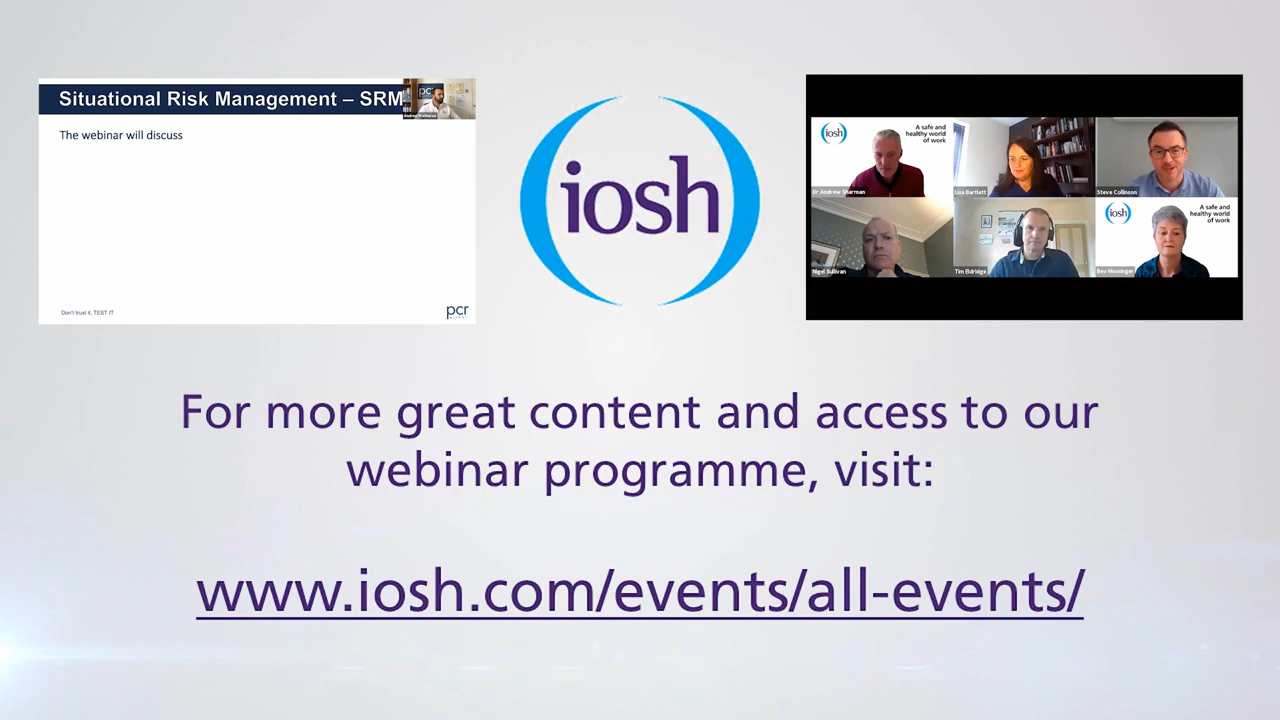 Situational Risk Management – SRM
The webinar will discuss
Don't trust it, TEST IT
pcr
global
pcr
iosh
iosh
A safe and
healthy world
of work
Dr Andrew Sharman
Lisa Bartlett
Steve Collinson
Nigel Sullivan
Tim Eldridge
iosh
A safe and
healthy world
of work
Bev Messinger
For more great content and access to our
webinar programme, visit:
www.iosh.com/events/all-events/